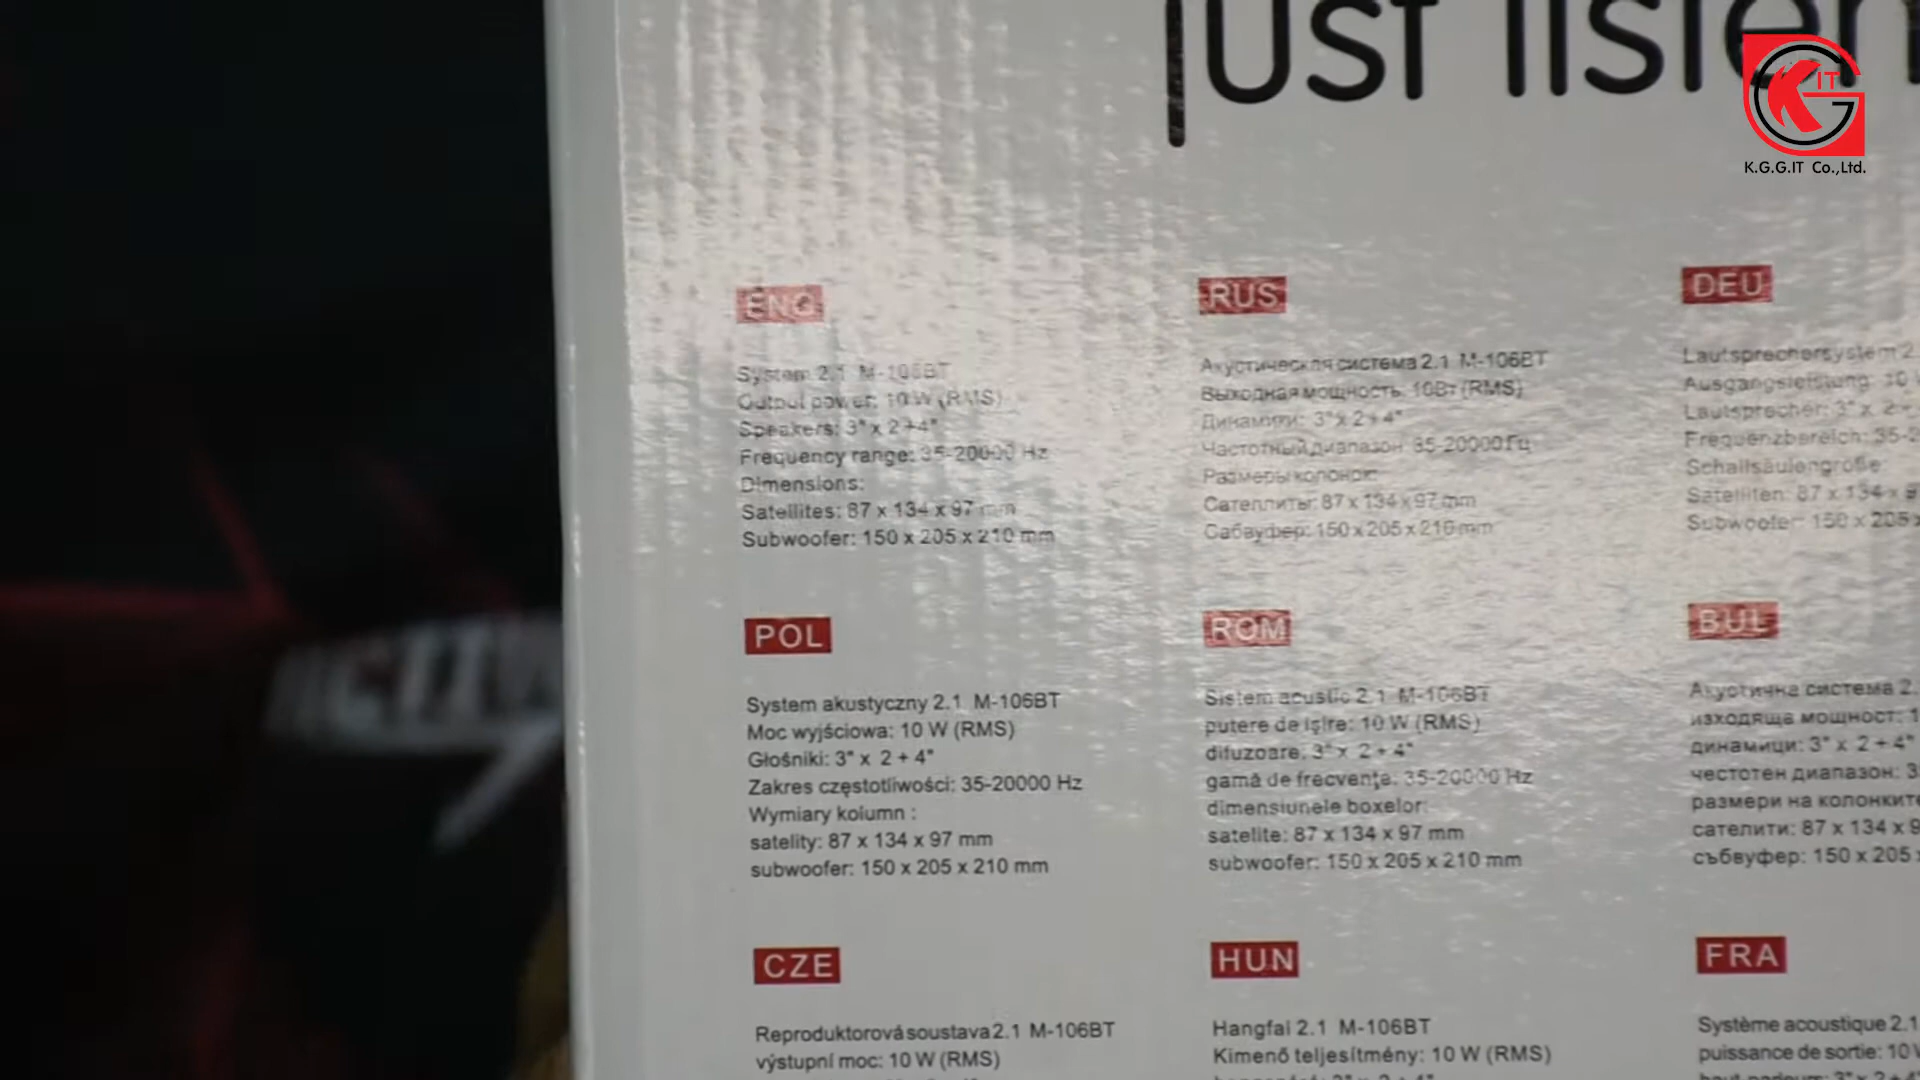 just listen
KG IT
K.G.G.IT Co.,Ltd.
ENG
System 2.1 M-106BT
Output power: 10 W (RMS)
Speakers: 3" x 2+4"
Frequency range: 35-20000 Hz
Dimensions:
Satellites: 87 x 134 x 97 mm
Subwoofer: 150 x 205 x 210 mm
RUS
Акустическая система 2.1 M-106BT
Выходная мощность: 10Вт (RMS)
Динамики: 3" x 2+4"
Частотный диапазон: 35-20000 Гц
Размеры колонок:
Сателлиты: 87 x 134 x 97 mm
Сабвуфер: 150 x 205 x 210 mm
DEU
Lautsprechersystem 2.
Ausgangsleistung: 10
Lautsprecher: 3" x 2+
Frequenzbereich: 35-2
Schallsäulengröße:
Satelliten: 87 x 134 x 9
Subwoofer: 150 x 205 x
POL
System akustyczny 2.1 M-106BT
Moc wyjściowa: 10 W (RMS)
Głośniki: 3" x 2 + 4"
Zakres częstotliwości: 35-20000 Hz
Wymiary kolumn :
satelity: 87 x 134 x 97 mm
subwoofer: 150 x 205 x 210 mm
ROM
Sistem acustic 2.1 M-106BT
putere de ișire: 10 W (RMS)
difuzoare: 3" x 2+4"
gamă de frecvențe: 35-20000 Hz
dimensiunele boxelor:
satelite: 87 x 134 x 97 mm
subwoofer: 150 x 205 x 210 mm
BUL
Акустичка система 2.
изходяща мощност: 1
динамици: 3" x 2+4"
честотен диапазон: 3
размери на колонките
сателити: 87 x 134 x 9
събвуфер: 150 x 205 x
CZE
Reproduktorová soustava 2.1 M-106BT
výstupní moc: 10 W (RMS)
HUN
Hangfal 2.1 M-106BT
Kimenő teljesítmény: 10 W (RMS)
FRA
Système acoustique 2.1
puissance de sortie: 10 W